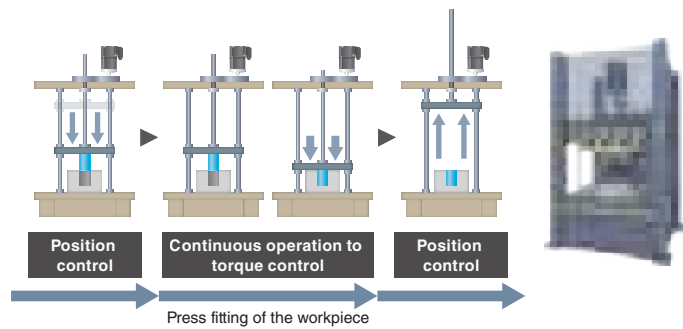 Position
control
Continuous operation to
torque control
Position
control
Press fitting of the workpiece